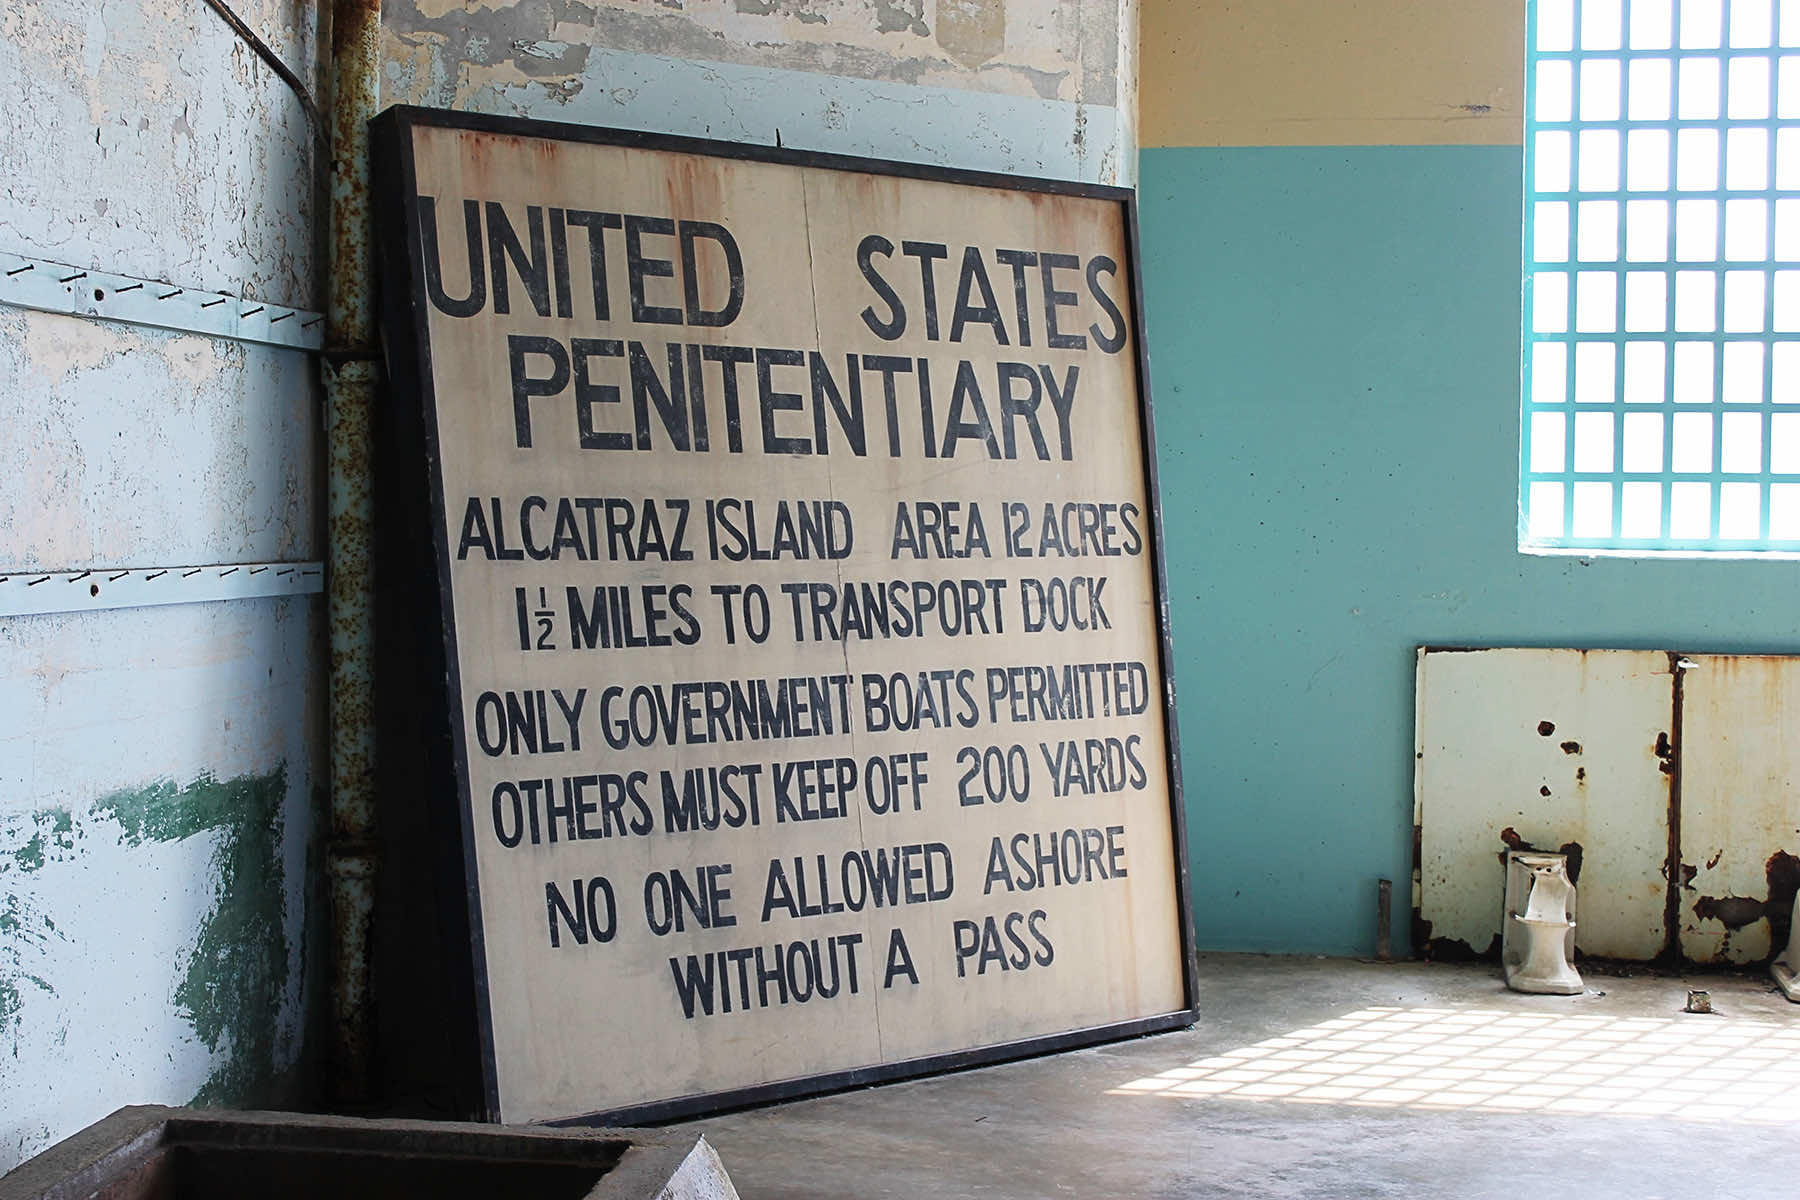 UNITED STATES
PENITENTIARY
ALCATRAZ ISLAND AREA 12 ACRES
1½ MILES TO TRANSPORT DOCK
ONLY GOVERNMENT BOATS PERMITTED
OTHERS MUST KEEP OFF 200 YARDS
NO ONE ALLOWED ASHORE
WITHOUT A PASS